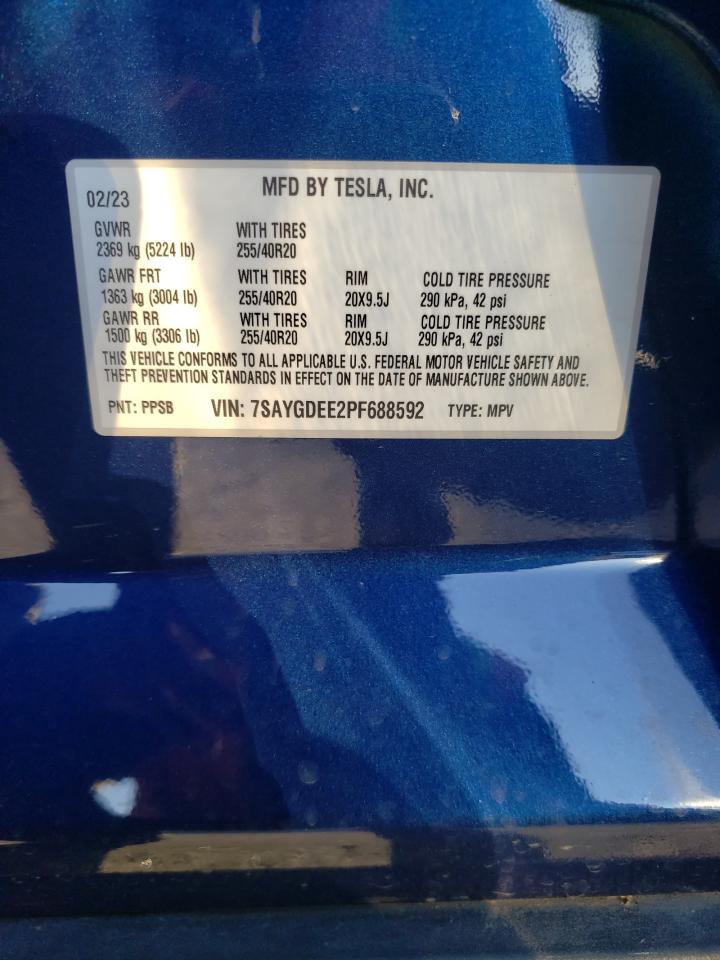 MFD BY TESLA, INC.
02/23
GVWR WITH TIRES
2369 kg (5224 lb) 255/40R20
GAWR FRT WITH TIRES RIM COLD TIRE PRESSURE
1363 kg (3004 lb) 255/40R20 20X9.5J 290 kPa, 42 psi
GAWR RR WITH TIRES RIM COLD TIRE PRESSURE
1500 kg (3306 lb) 255/40R20 20X9.5J 290 kPa, 42 psi
THIS VEHICLE CONFORMS TO ALL APPLICABLE U.S. FEDERAL MOTOR VEHICLE SAFETY AND
THEFT PREVENTION STANDARDS IN EFFECT ON THE DATE OF MANUFACTURE SHOWN ABOVE.
PNT: PPSB VIN: 7SAYGDEE2PF688592 TYPE: MPV